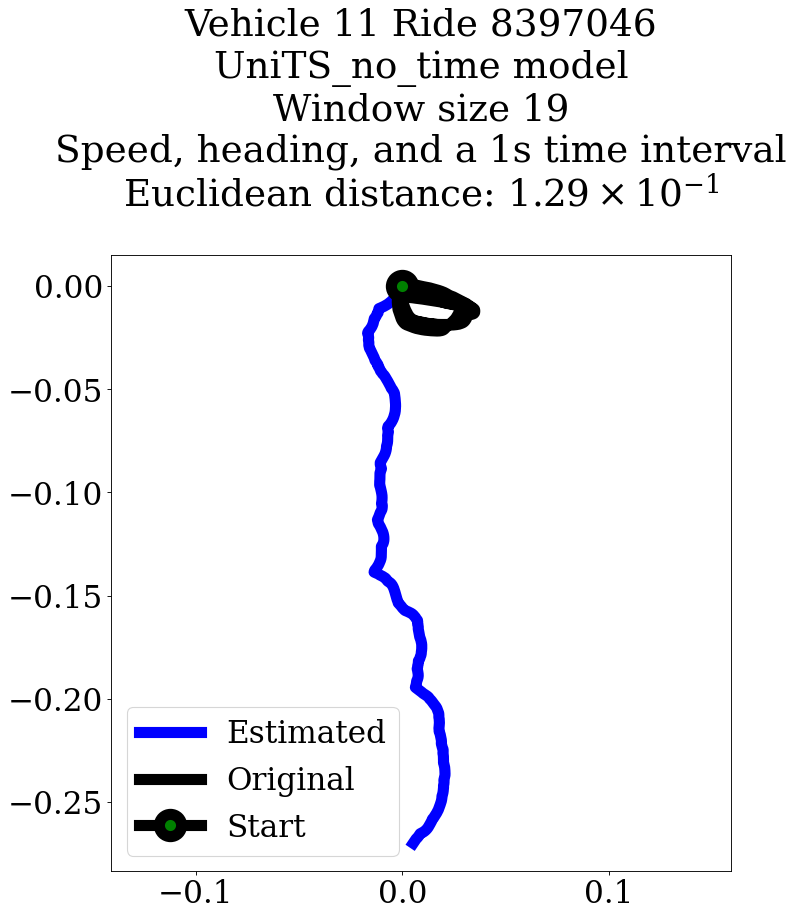 Vehicle 11 Ride 8397046
UniTS_no_time model
Window size 19
Speed, heading, and a 1s time interval
Euclidean distance: 1.29 × 10⁻¹
0.00
−0.05
−0.10
−0.15
−0.20
−0.25
Estimated
Original
Start
−0.1 0.0 0.1